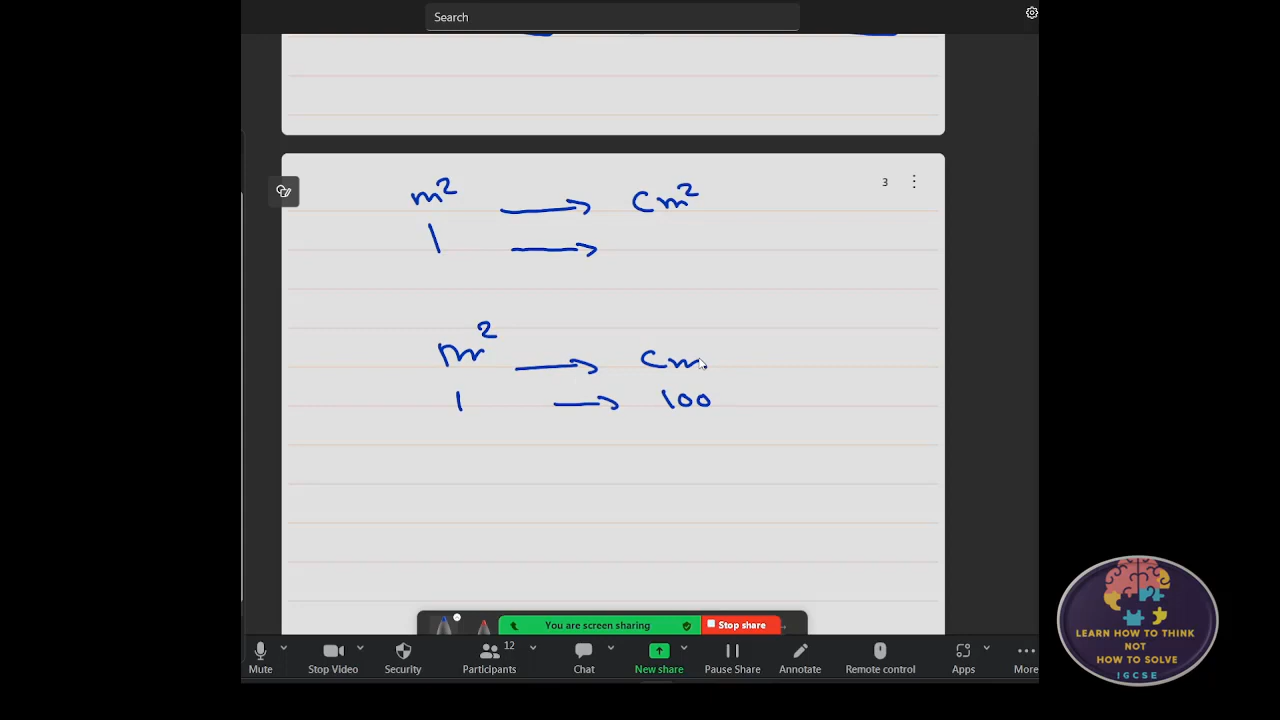 Search
3
m² → cm²
1 →
m² → cm
1 → 100
You are screen sharing Stop share
12
Mute Stop Video Security Participants Chat New share Pause Share Annotate Remote control Apps More
LEARN HOW TO THINK
NOT
HOW TO SOLVE
IGCSE